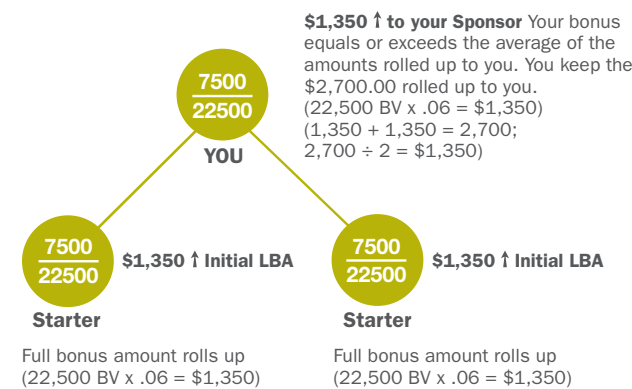 $1,350 ↑ to your Sponsor Your bonus
equals or exceeds the average of the
amounts rolled up to you. You keep the
$2,700.00 rolled up to you.
(22,500 BV x .06 = $1,350)
(1,350 + 1,350 = 2,700;
2,700 ÷ 2 = $1,350)
7500
22500
YOU
7500
22500
$1,350 ↑ Initial LBA
Starter
Full bonus amount rolls up
(22,500 BV x .06 = $1,350)
7500
22500
$1,350 ↑ Initial LBA
Starter
Full bonus amount rolls up
(22,500 BV x .06 = $1,350)